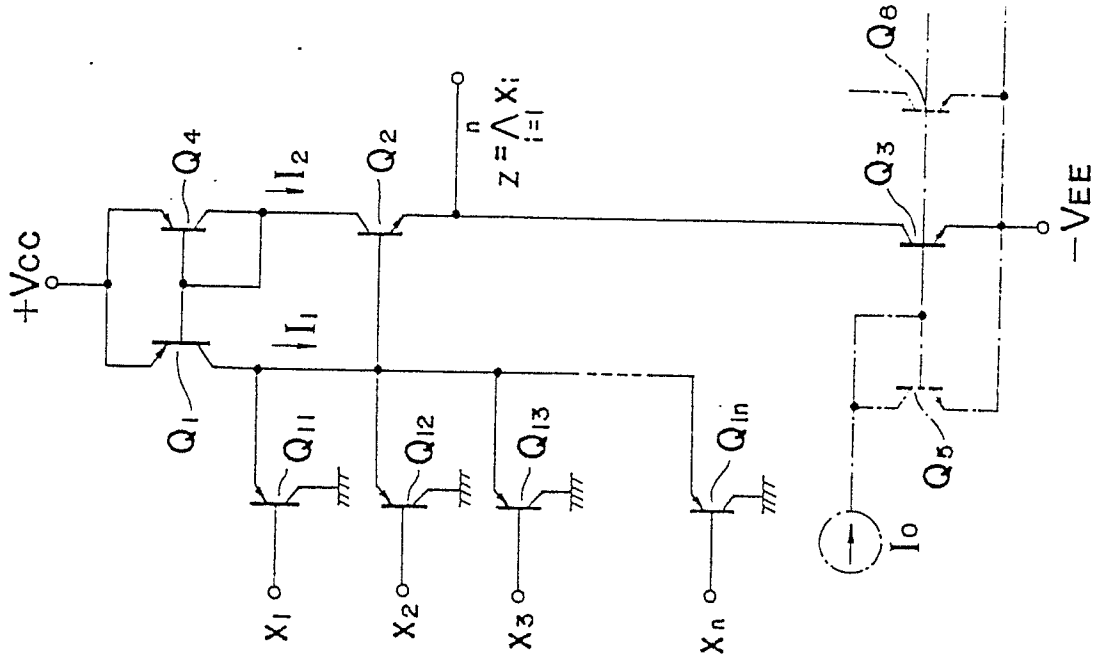 +VCC
Q4
Q1
I2
I1
Q2
X1
Q11
X2
Q12
X3
Q13
Xn
Q1n
n
Z = ⋀ Xi
i=1
Q3
Q8
Q5
I0
-VEE